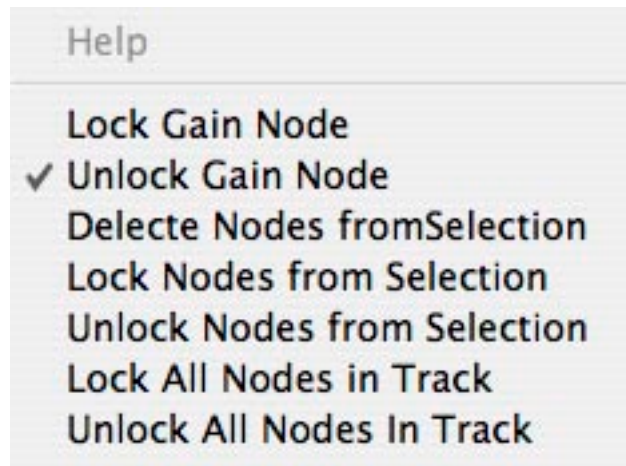 Help
Lock Gain Node
✓ Unlock Gain Node
Delecte Nodes fromSelection
Lock Nodes from Selection
Unlock Nodes from Selection
Lock All Nodes in Track
Unlock All Nodes In Track